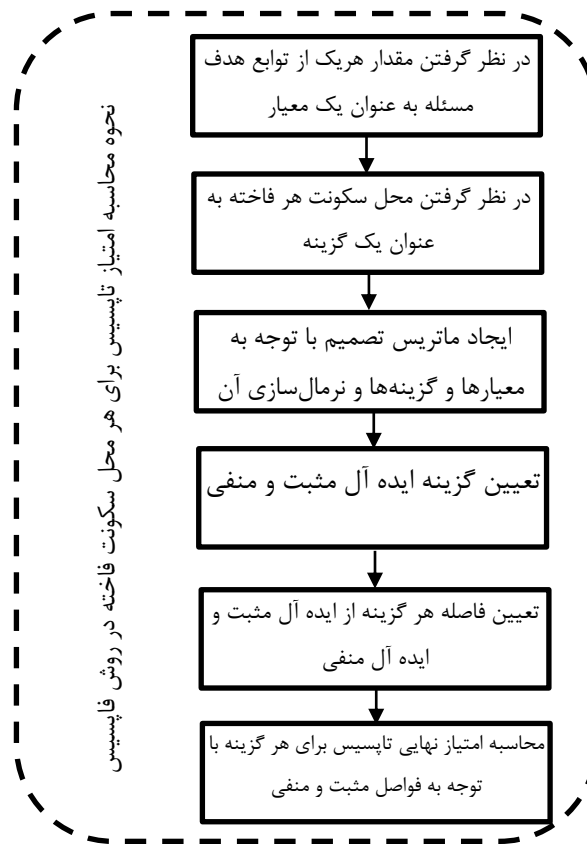 نحوه محاسبه امتیاز تاپسیس برای هر محل سکونت فاخته در روش فاپسیس
در نظر گرفتن مقدار هریک از توابع هدف
مسئله به عنوان یک معیار
در نظر گرفتن محل سکونت هر فاخته به
عنوان یک گزینه
ایجاد ماتریس تصمیم با توجه به
معیارها و گزینه‌ها و نرمال‌سازی آن
تعیین گزینه ایده آل مثبت و منفی
تعیین فاصله هر گزینه از ایده آل مثبت و
ایده آل منفی
محاسبه امتیاز نهایی تاپسیس برای هر گزینه با
توجه به فواصل مثبت و منفی